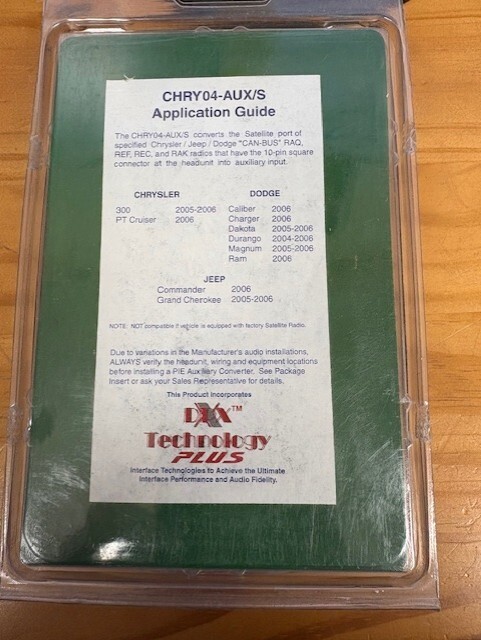 CHRY04-AUX/S
Application Guide
The CHRY04-AUX/S converts the Satellite port of
specified Chrysler / Jeep / Dodge "CAN-BUS" RAQ,
REF, REC, and RAK radios that have the 10-pin square
connector at the headunit into auxiliary input.
CHRYSLER
300 2005-2006
PT Cruiser 2006
DODGE
Caliber 2006
Charger 2006
Dakota 2005-2006
Durango 2004-2006
Magnum 2005-2006
Ram 2006
JEEP
Commander 2006
Grand Cherokee 2005-2006
NOTE: NOT compatible if vehicle is equipped with factory Satellite Radio.
Due to variations in the Manufacturer's audio installations,
ALWAYS verify the headunit, wiring and equipment locations
before installing a PIE Auxiliary Converter. See Package
Insert or ask your Sales Representative for details.
This Product Incorporates
TM
Technology
PLUS
Interface Technologies to Achieve the Ultimate
Interface Performance and Audio Fidelity.